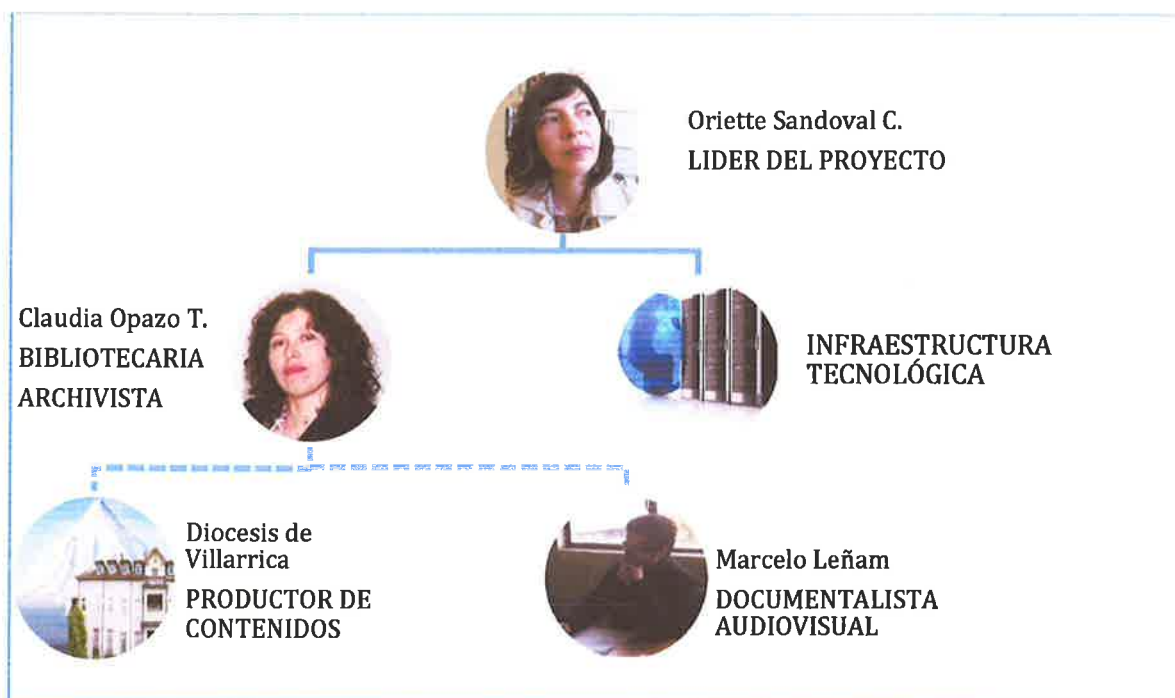 Oriette Sandoval C.
LIDER DEL PROYECTO
Claudia Opazo T.
BIBLIOTECARIA
ARCHIVISTA
INFRAESTRUCTURA
TECNOLÓGICA
Diocesis de
Villarrica
PRODUCTOR DE
CONTENIDOS
Marcelo Leñam
DOCUMENTALISTA
AUDIOVISUAL